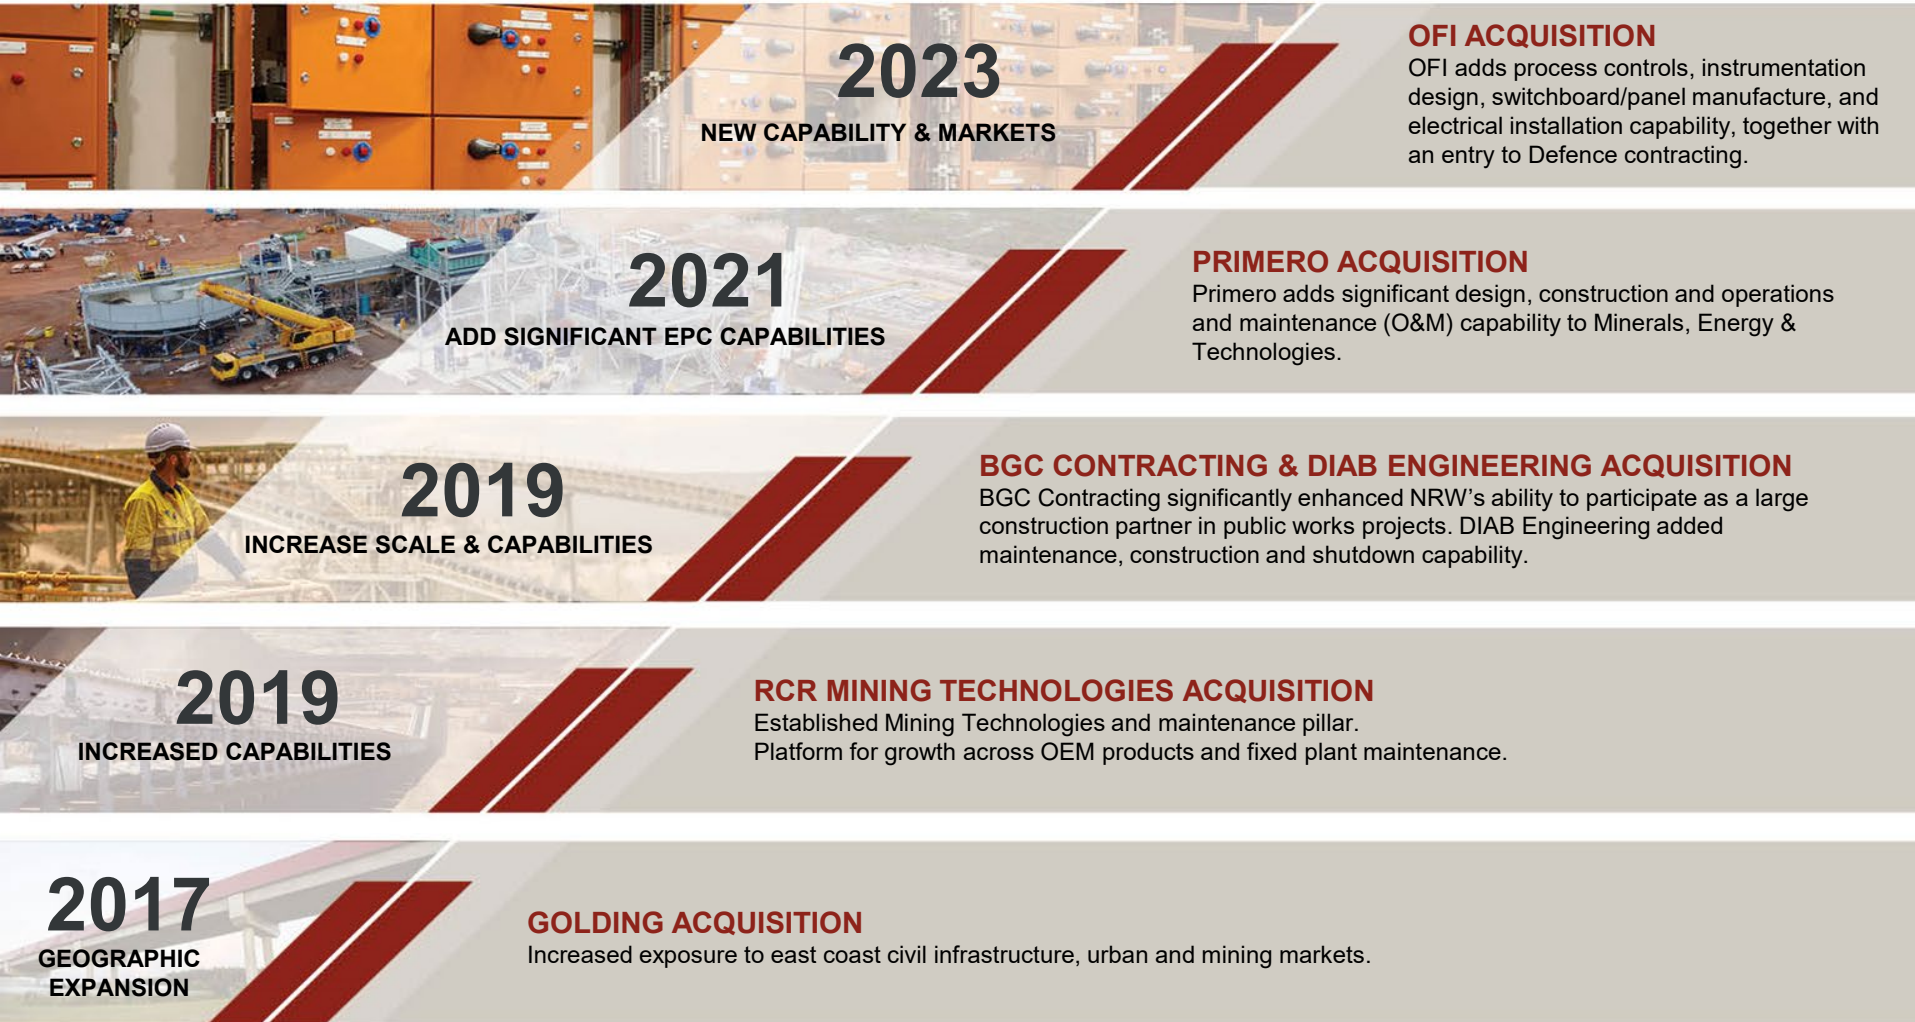 2023
NEW CAPABILITY & MARKETS
OFI ACQUISITION
OFI adds process controls, instrumentation
design, switchboard/panel manufacture, and
electrical installation capability, together with
an entry to Defence contracting.
2021
ADD SIGNIFICANT EPC CAPABILITIES
PRIMERO ACQUISITION
Primero adds significant design, construction and operations
and maintenance (O&M) capability to Minerals, Energy &
Technologies.
2019
INCREASE SCALE & CAPABILITIES
BGC CONTRACTING & DIAB ENGINEERING ACQUISITION
BGC Contracting significantly enhanced NRW’s ability to participate as a large
construction partner in public works projects. DIAB Engineering added
maintenance, construction and shutdown capability.
2019
INCREASED CAPABILITIES
RCR MINING TECHNOLOGIES ACQUISITION
Established Mining Technologies and maintenance pillar.
Platform for growth across OEM products and fixed plant maintenance.
2017
GEOGRAPHIC
EXPANSION
GOLDING ACQUISITION
Increased exposure to east coast civil infrastructure, urban and mining markets.